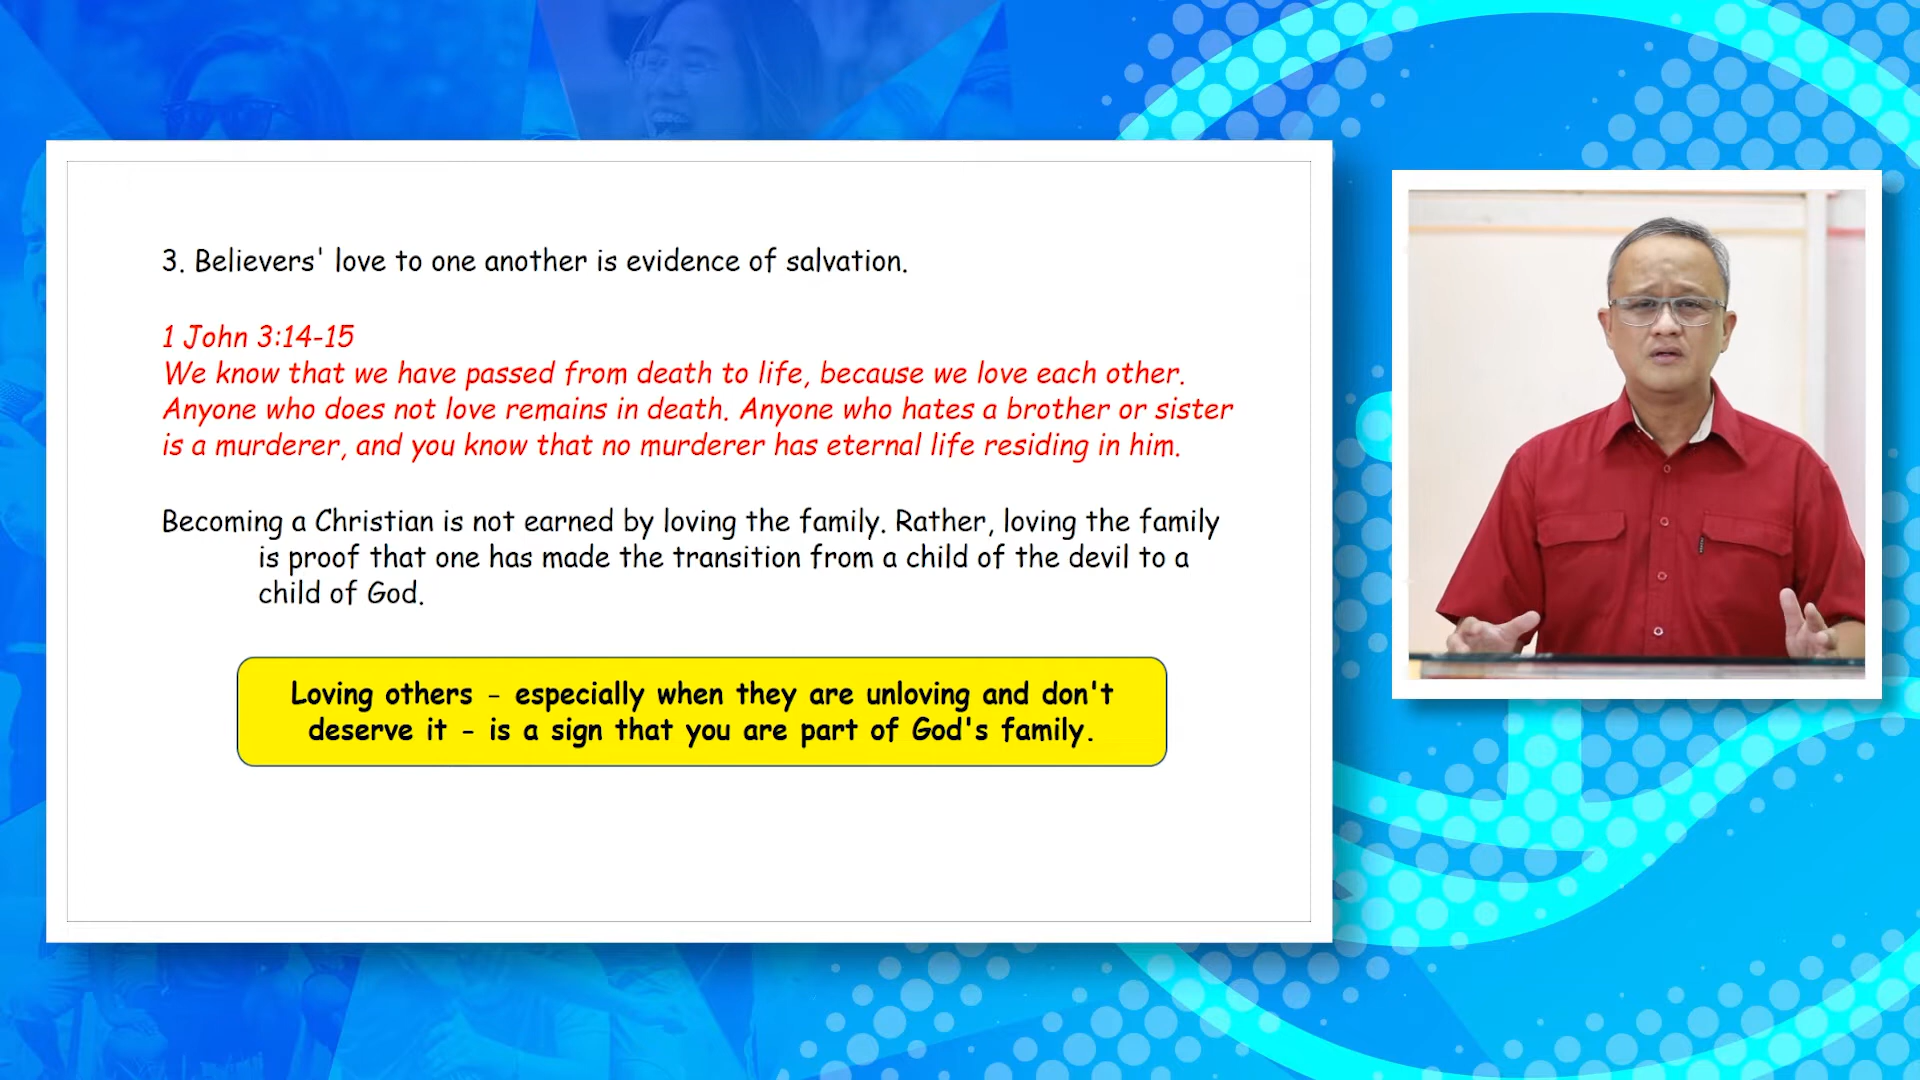 3. Believers' love to one another is evidence of salvation.
1 John 3:14-15
We know that we have passed from death to life, because we love each other.
Anyone who does not love remains in death. Anyone who hates a brother or sister
is a murderer, and you know that no murderer has eternal life residing in him.
Becoming a Christian is not earned by loving the family. Rather, loving the family
is proof that one has made the transition from a child of the devil to a
child of God.
Loving others - especially when they are unloving and don't
deserve it - is a sign that you are part of God's family.